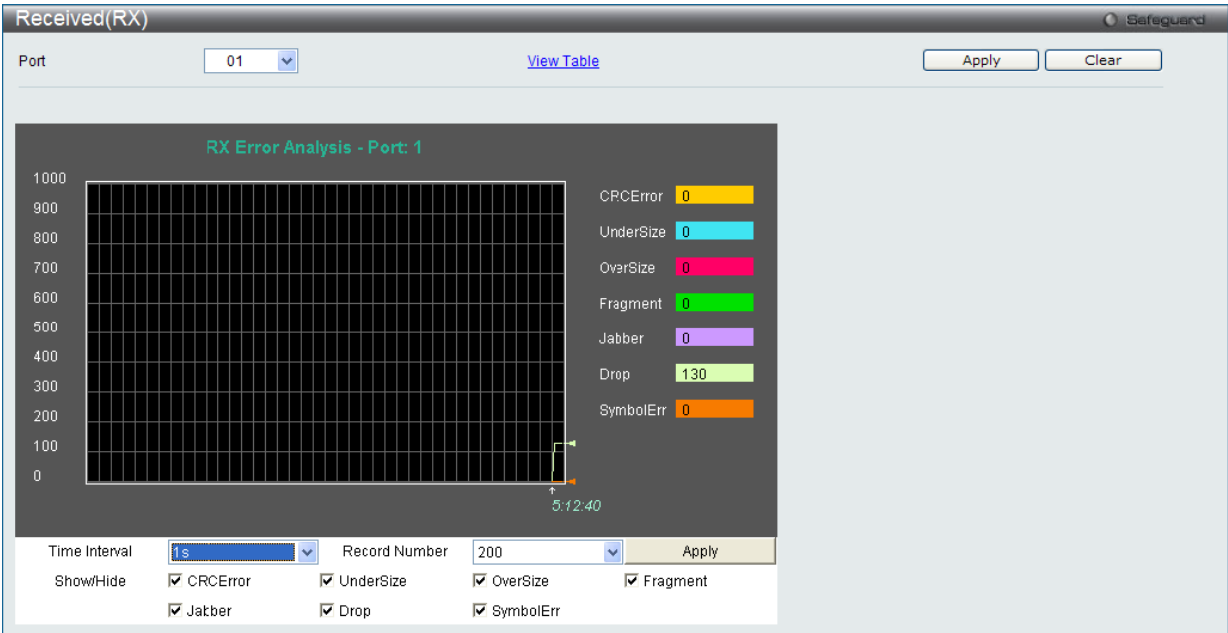 Received(RX)
Safeguard
Port 01 View Table Apply Clear
RX Error Analysis - Port: 1
1000
900
800
700
600
500
400
300
200
100
0
CRCError 0
UnderSize 0
OverSize 0
Fragment 0
Jabber 0
Drop 130
SymbolErr 0
5:12:40
Time Interval 1s Record Number 200 Apply
Show/Hide CRCError UnderSize OverSize Fragment
Jabber Drop SymbolErr